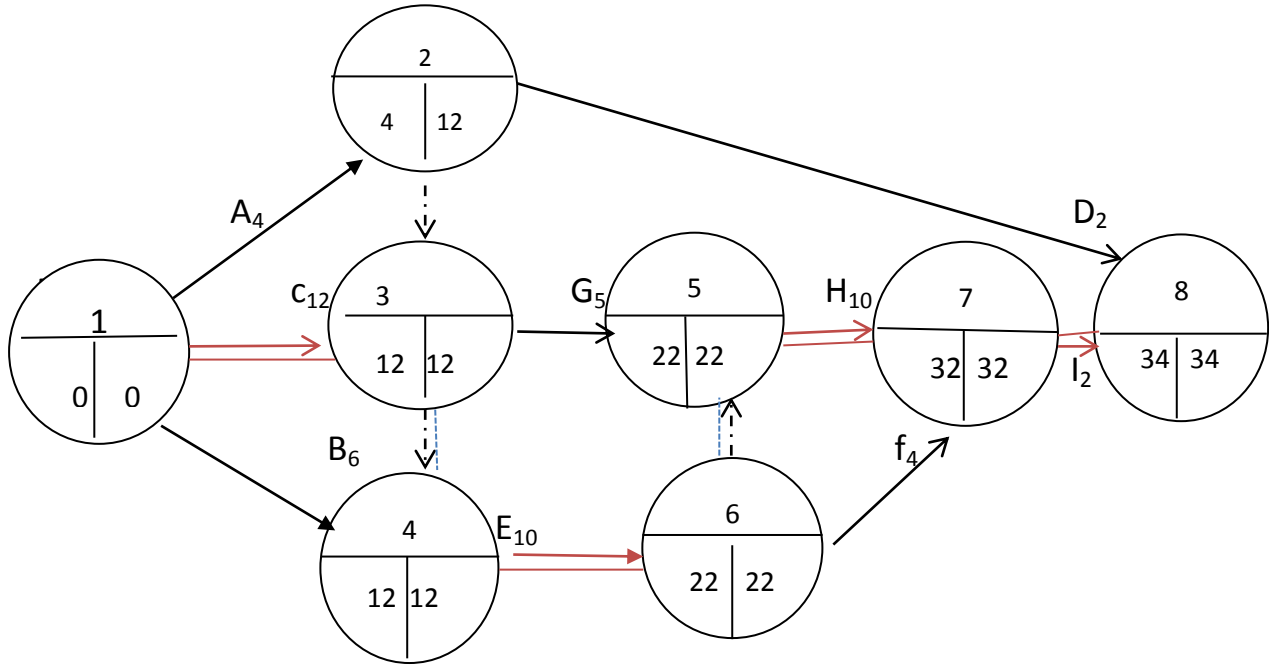 2
4 12
A₄
D₂
1
0 0
c₁₂
3
12 12
G₅
5
22 22
H₁₀
7
32 32
I₂
8
34 34
B₆
4
12 12
E₁₀
6
22 22
f₄